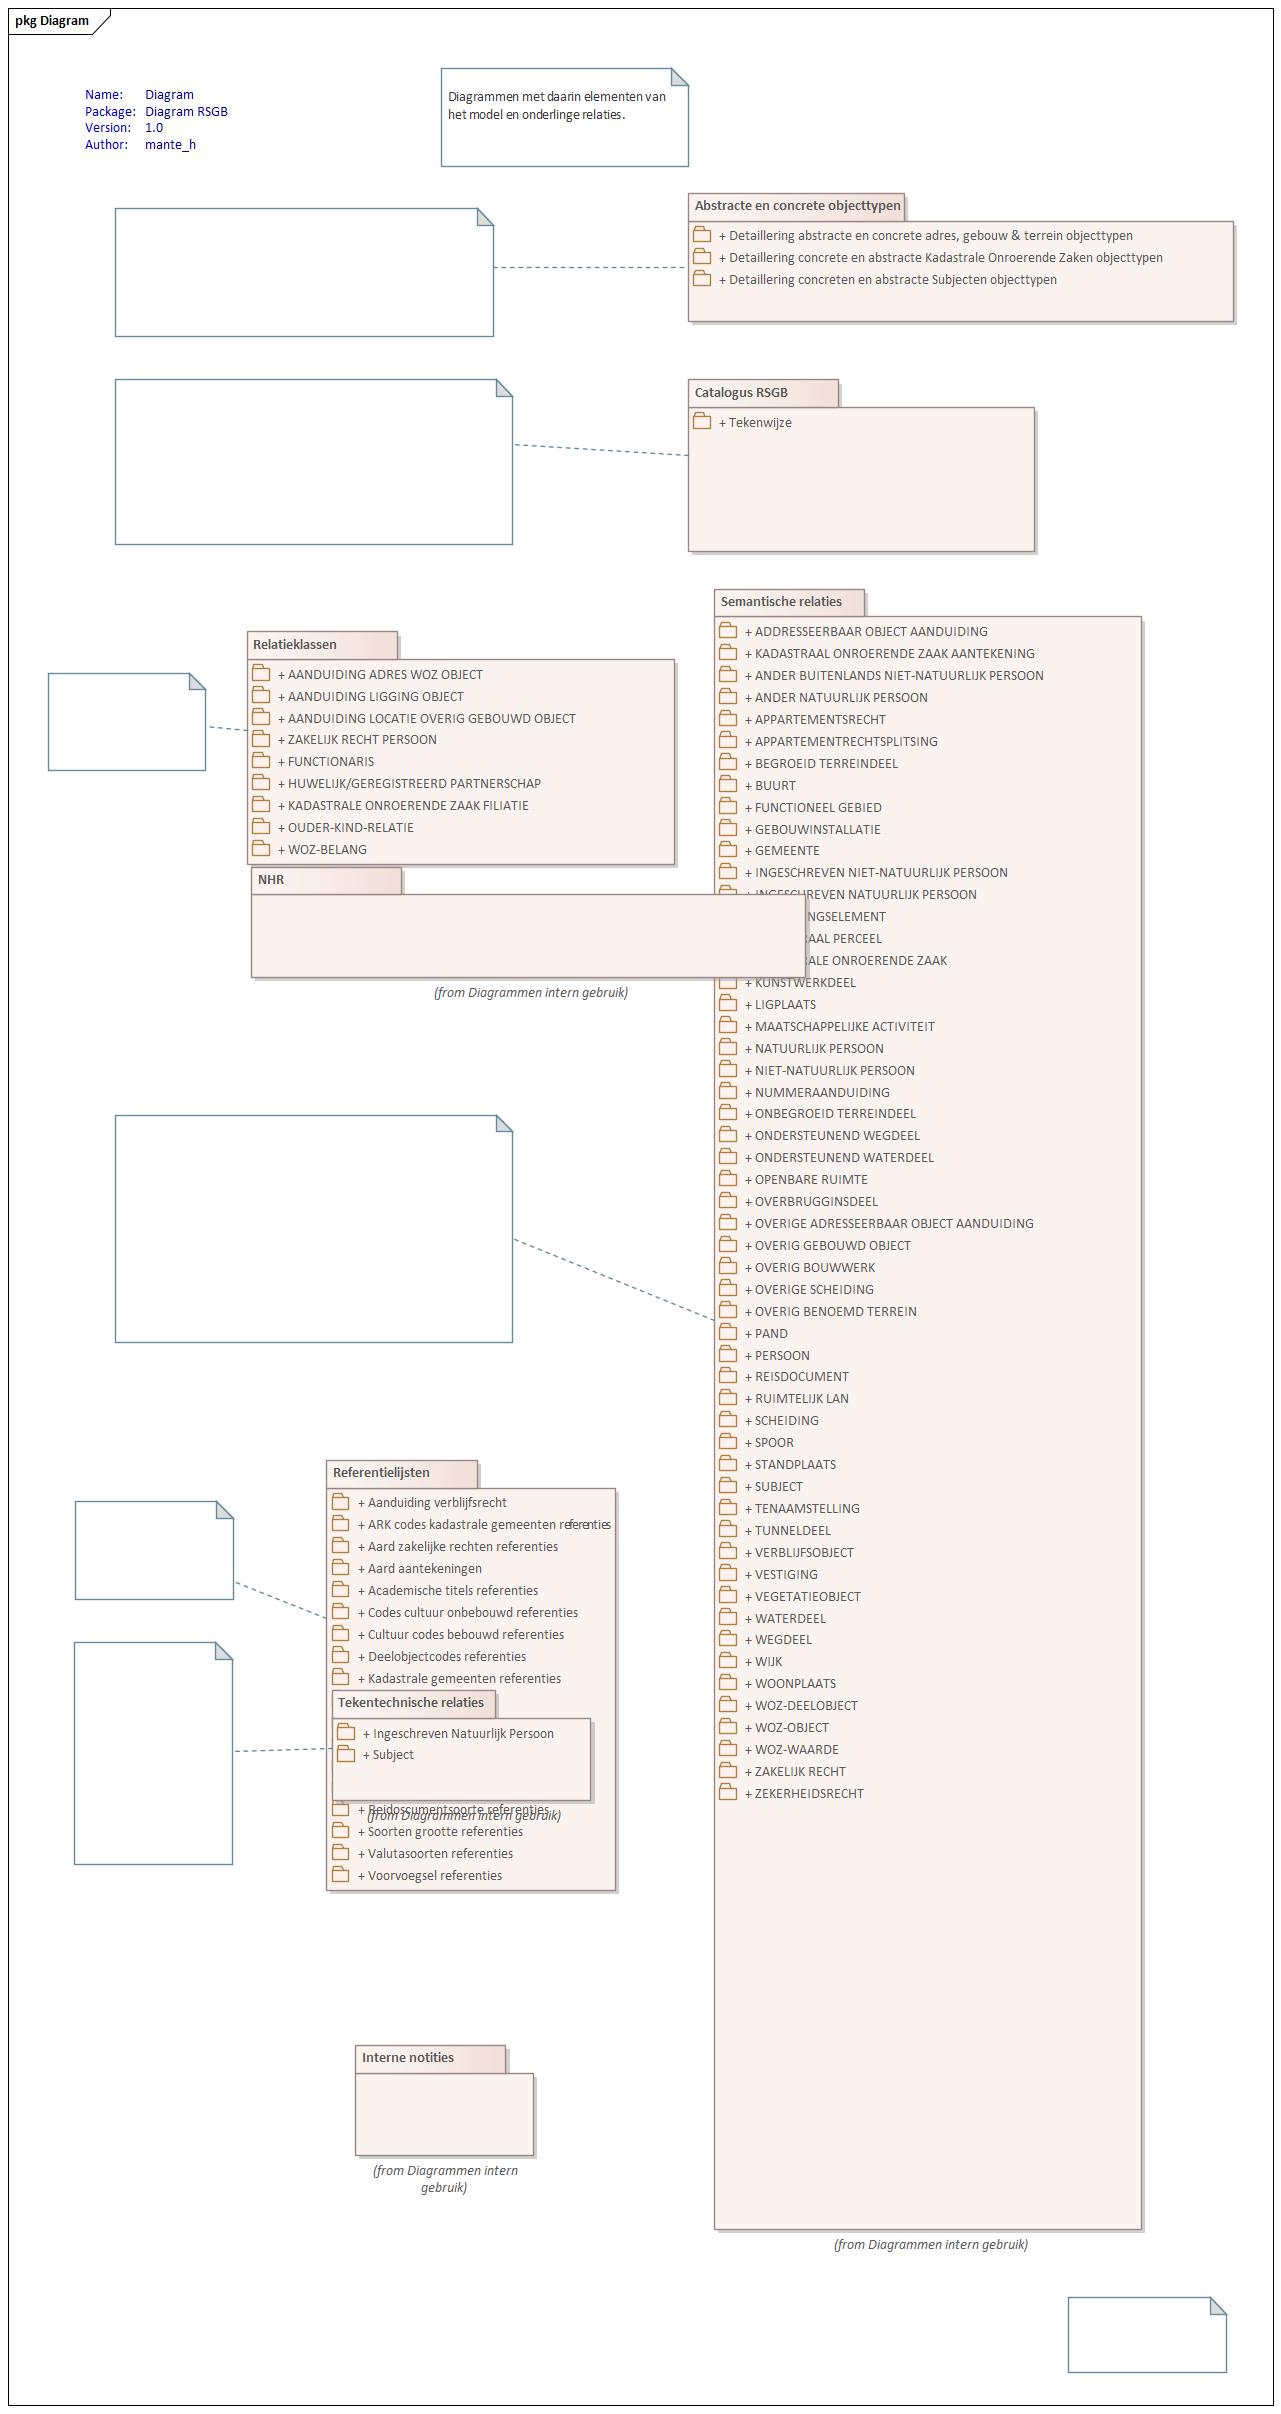 pkg Diagram
Name: Diagram
Package: Diagram RSGB
Version: 1.0
Author: mante_h
Diagrammen met daarin elementen van
het model en onderlinge relaties.
Abstracte en concrete objecttypen
+ Detaillering abstracte en concrete adres, gebouw & terrein objecttypen
+ Detaillering concrete en abstracte Kadastrale Onroerende Zaken objecttypen
+ Detaillering concreten en abstracte Subjecten objecttypen
Catalogus RSGB
+ Tekenwijze
Relatieklassen
+ AANDUIDING ADRES WOZ OBJECT
+ AANDUIDING LIGGING OBJECT
+ AANDUIDING LOCATIE OVERIG GEBOUWD OBJECT
+ ZAKELIJK RECHT PERSOON
+ FUNCTIONARIS
+ HUWELIJK/GEREGISTREERD PARTNERSCHAP
+ KADASTRALE ONROERENDE ZAAK FILIATIE
+ OUDER-KIND-RELATIE
+ WOZ-BELANG
NHR
(from Diagrammen intern gebruik)
Semantische relaties
+ ADDRESSEERBAAR OBJECT AANDUIDING
+ KADASTRAAL ONROERENDE ZAAK AANTEKENING
+ ANDER BUITENLANDS NIET-NATUURLIJK PERSOON
+ ANDER NATUURLIJK PERSOON
+ APPARTEMENTSRECHT
+ APPARTEMENTRECHTSPLITSING
+ BEGROEID TERREINDEEL
+ BUURT
+ FUNCTIONEEL GEBIED
+ GEBOUWINSTALLATIE
+ GEMEENTE
+ INGESCHREVEN NIET-NATUURLIJK PERSOON
+ INGESCHREVEN NATUURLIJK PERSOON
NGSELEMENT
AAL PERCEEL
ALE ONROERENDE ZAAK
+ KUNSTWERKDEEL
+ LIGPLAATS
+ MAATSCHAPPELIJKE ACTIVITEIT
+ NATUURLIJK PERSOON
+ NIET-NATUURLIJK PERSOON
+ NUMMERAANDUIDING
+ ONBEGROEID TERREINDEEL
+ ONDERSTEUNEND WEGDEEL
+ ONDERSTEUNEND WATERDEEL
+ OPENBARE RUIMTE
+ OVERBRUGGINSDEEL
+ OVERIGE ADRESSEERBAAR OBJECT AANDUIDING
+ OVERIG GEBOUWD OBJECT
+ OVERIG BOUWWERK
+ OVERIGE SCHEIDING
+ OVERIG BENOEMD TERREIN
+ PAND
+ PERSOON
+ REISDOCUMENT
+ RUIMTELIJK LAN
+ SCHEIDING
+ SPOOR
+ STANDPLAATS
+ SUBJECT
+ TENAAMSTELLING
+ TUNNELDEEL
+ VERBLIJFSOBJECT
+ VESTIGING
+ VEGETATIEOBJECT
+ WATERDEEL
+ WEGDEEL
+ WIJK
+ WOONPLAATS
+ WOZ-DEELOBJECT
+ WOZ-OBJECT
+ WOZ-WAARDE
+ ZAKELIJK RECHT
+ ZEKERHEIDSRECHT
(from Diagrammen intern gebruik)
Referentielijsten
+ Aanduiding verblijfsrecht
+ ARK codes kadastrale gemeenten referenties
+ Aard zakelijke rechten referenties
+ Aard aantekeningen
+ Academische titels referenties
+ Codes cultuur onbebouwd referenties
+ Cultuur codes bebouwd referenties
+ Deelobjectcodes referenties
+ Kadastrale gemeenten referenties
Tekentechnische relaties
+ Ingeschreven Natuurlijk Persoon
+ Subject
+ Reidoscumentsoorte referenties
(from Diagrammen intern gebruik)
+ Soorten grootte referenties
+ Valutasoorten referenties
+ Voorvoegsel referenties
Interne notities
(from Diagrammen intern
gebruik)